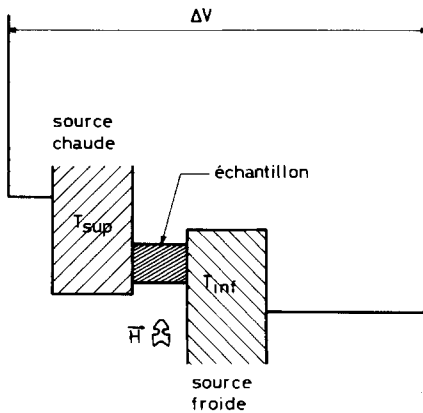 ΔV
source
chaude
échantillon
Tsup
Tinf
H
source
froide